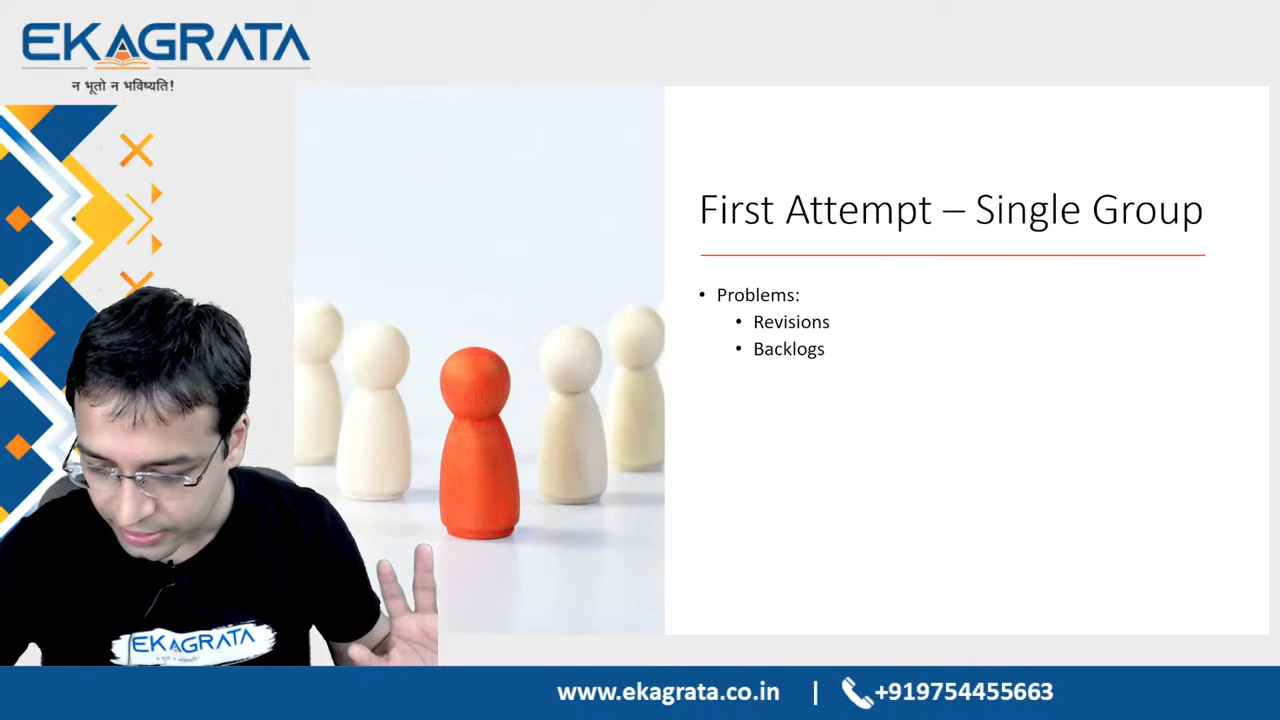 EKAGRATA
न भूतो न भविष्यति!
First Attempt – Single Group
• Problems:
• Revisions
• Backlogs
EKAGRATA
www.ekagrata.co.in | +919754455663